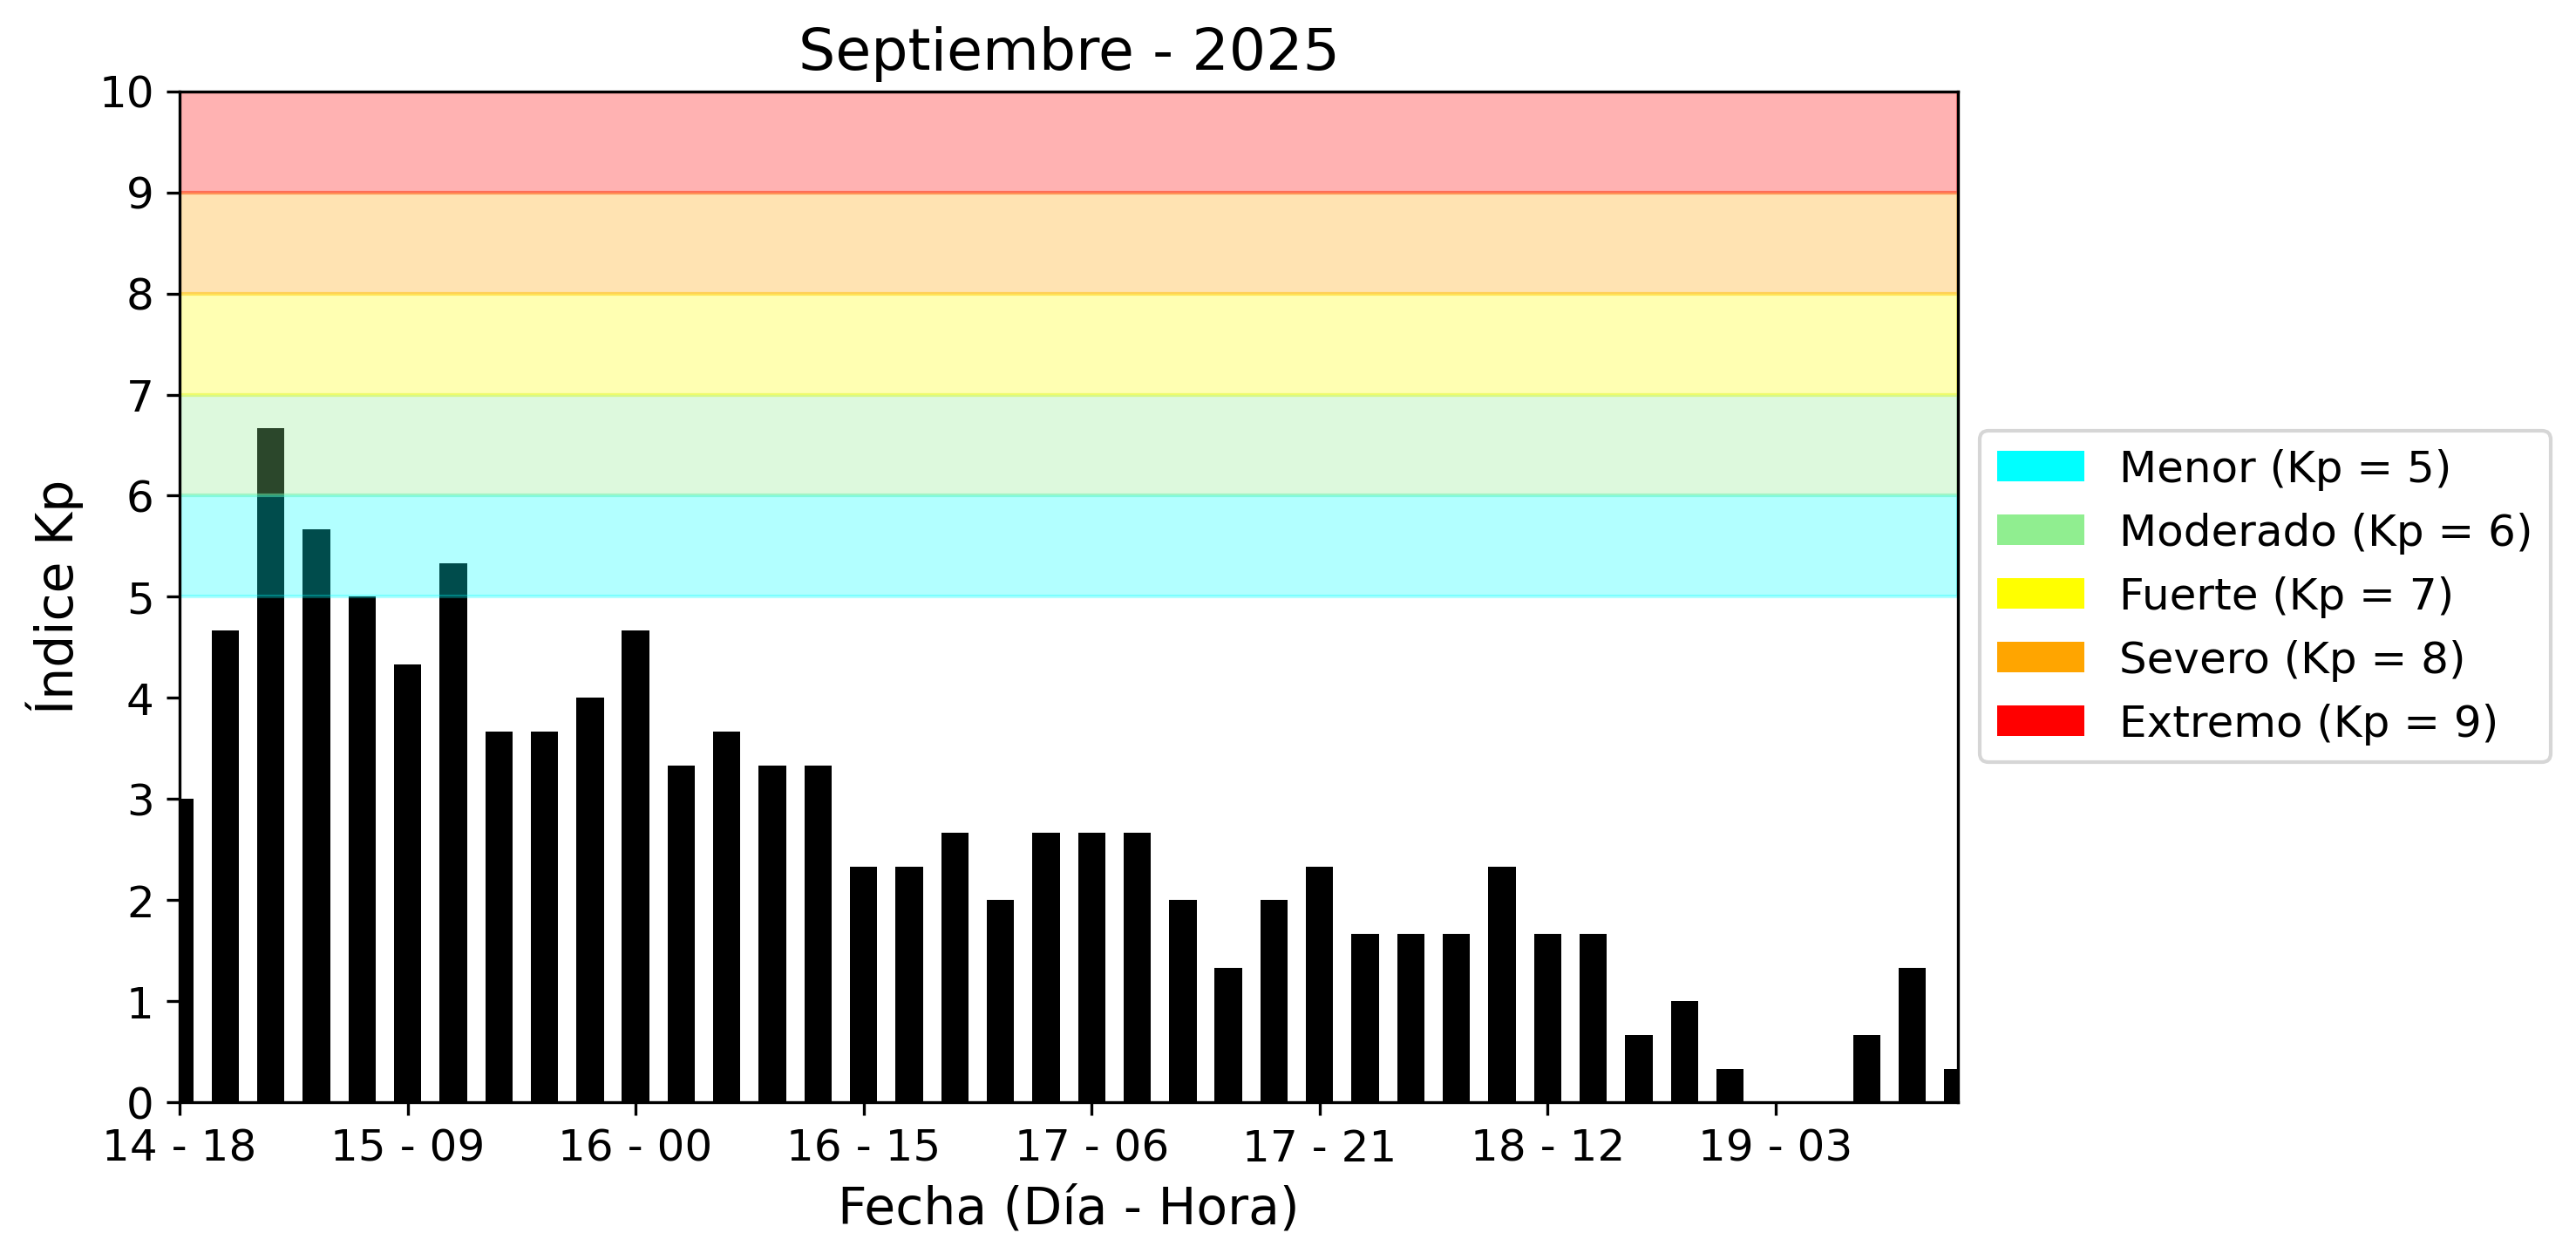 Septiembre - 2025
10
9
8
7
6
5
4
3
2
1
0
Índice Kp
14 - 18
15 - 09
16 - 00
16 - 15
17 - 06
17 - 21
18 - 12
19 - 03
Fecha (Día - Hora)
Menor (Kp = 5)
Moderado (Kp = 6)
Fuerte (Kp = 7)
Severo (Kp = 8)
Extremo (Kp = 9)